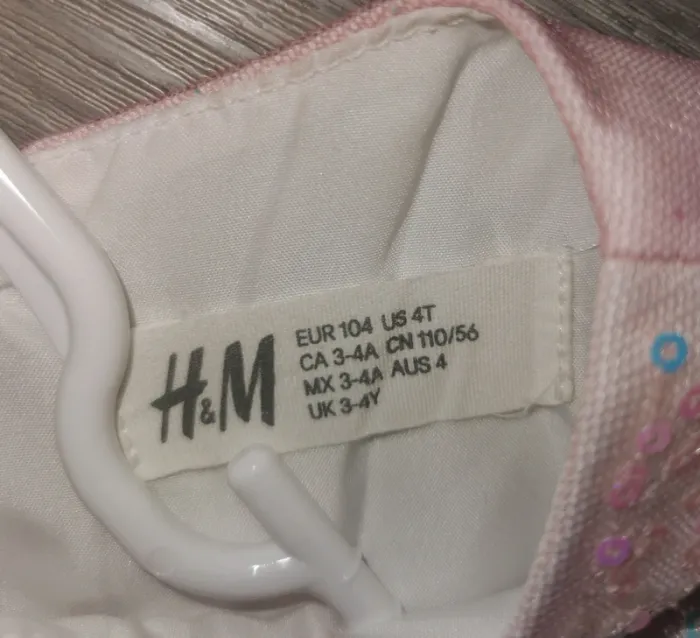 H&M
EUR 104 US 4T
CA 3-4A CN 110/56
MX 3-4A AUS 4
UK 3-4Y